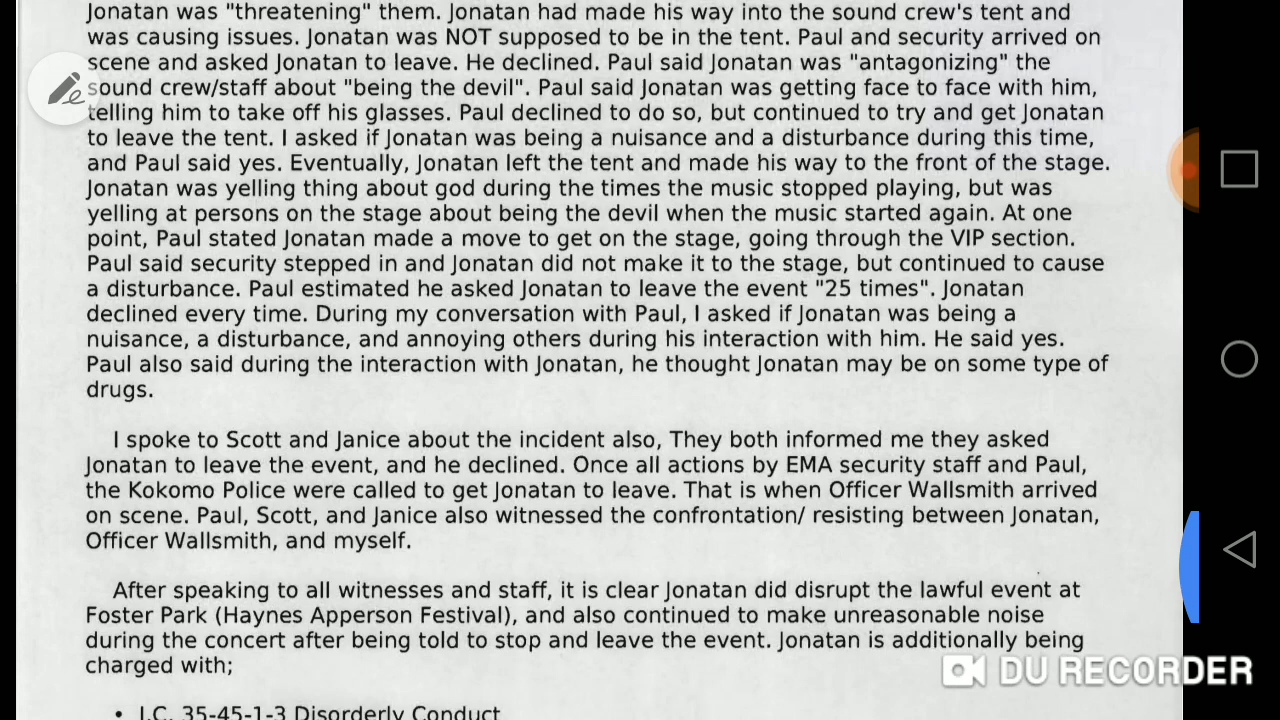 Jonatan was "threatening" them. Jonatan had made his way into the sound crew's tent and
was causing issues. Jonatan was NOT supposed to be in the tent. Paul and security arrived on
scene and asked Jonatan to leave. He declined. Paul said Jonatan was "antagonizing" the
sound crew/staff about "being the devil". Paul said Jonatan was getting face to face with him,
telling him to take off his glasses. Paul declined to do so, but continued to try and get Jonatan
to leave the tent. I asked if Jonatan was being a nuisance and a disturbance during this time,
and Paul said yes. Eventually, Jonatan left the tent and made his way to the front of the stage.
Jonatan was yelling thing about god during the times the music stopped playing, but was
yelling at persons on the stage about being the devil when the music started again. At one
point, Paul stated Jonatan made a move to get on the stage, going through the VIP section.
Paul said security stepped in and Jonatan did not make it to the stage, but continued to cause
a disturbance. Paul estimated he asked Jonatan to leave the event "25 times". Jonatan
declined every time. During my conversation with Paul, I asked if Jonatan was being a
nuisance, a disturbance, and annoying others during his interaction with him. He said yes.
Paul also said during the interaction with Jonatan, he thought Jonatan may be on some type of
drugs.
I spoke to Scott and Janice about the incident also, They both informed me they asked
Jonatan to leave the event, and he declined. Once all actions by EMA security staff and Paul,
the Kokomo Police were called to get Jonatan to leave. That is when Officer Wallsmith arrived
on scene. Paul, Scott, and Janice also witnessed the confrontation/ resisting between Jonatan,
Officer Wallsmith, and myself.
After speaking to all witnesses and staff, it is clear Jonatan did disrupt the lawful event at
Foster Park (Haynes Apperson Festival), and also continued to make unreasonable noise
during the concert after being told to stop and leave the event. Jonatan is additionally being
charged with;
• I.C. 35-45-1-3 Disorderly Conduct
DU RECORDER